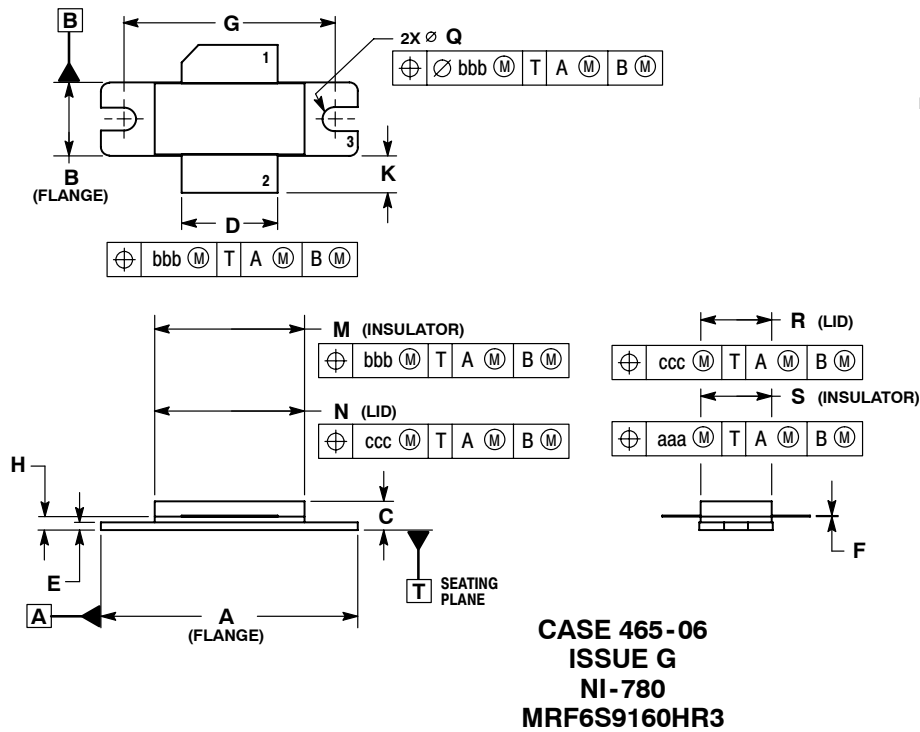 B
G
2X ⌀ Q
⌖ ⌀ bbb Ⓜ T A Ⓜ B Ⓜ
1
3
B
(FLANGE)
2
K
D
⌖ bbb Ⓜ T A Ⓜ B Ⓜ
M (INSULATOR)
⌖ bbb Ⓜ T A Ⓜ B Ⓜ
N (LID)
⌖ ccc Ⓜ T A Ⓜ B Ⓜ
R (LID)
⌖ ccc Ⓜ T A Ⓜ B Ⓜ
S (INSULATOR)
⌖ aaa Ⓜ T A Ⓜ B Ⓜ
H
C
E
F
T SEATING
PLANE
A
A
(FLANGE)
CASE 465-06
ISSUE G
NI-780
MRF6S9160HR3